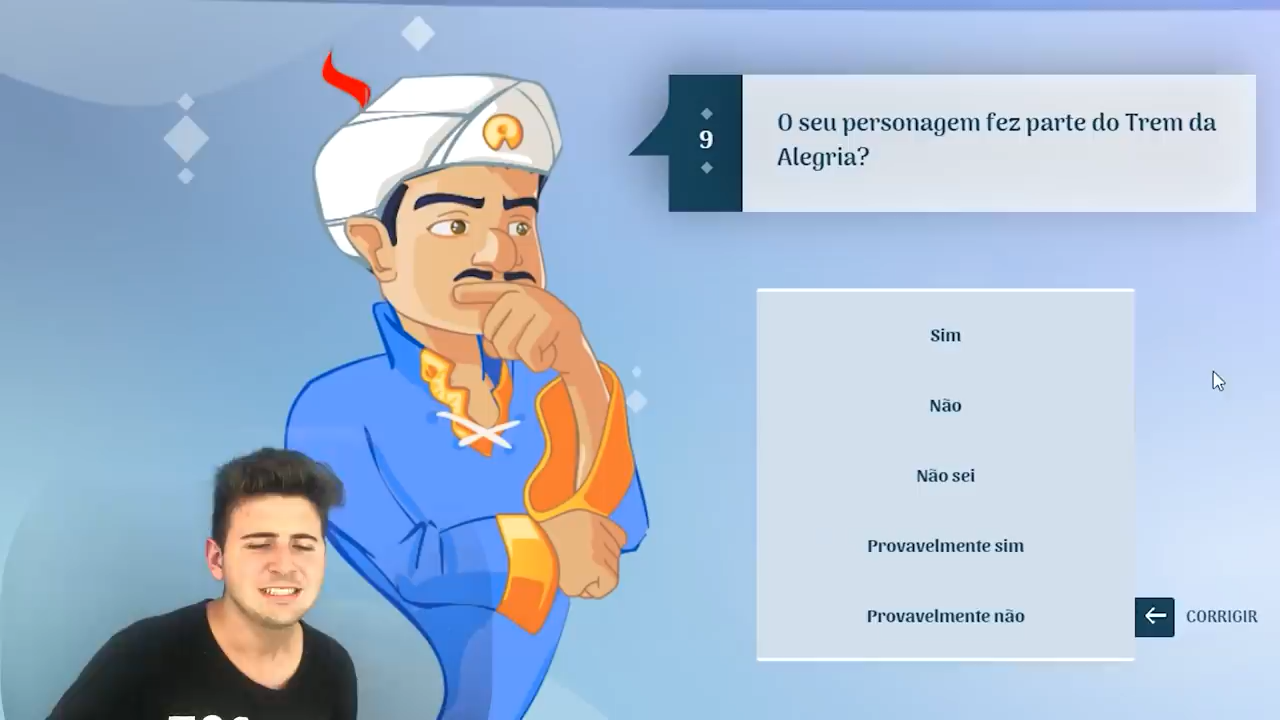 9
O seu personagem fez parte do Trem da
Alegria?
Sim
Não
Não sei
Provavelmente sim
Provavelmente não
CORRIGIR